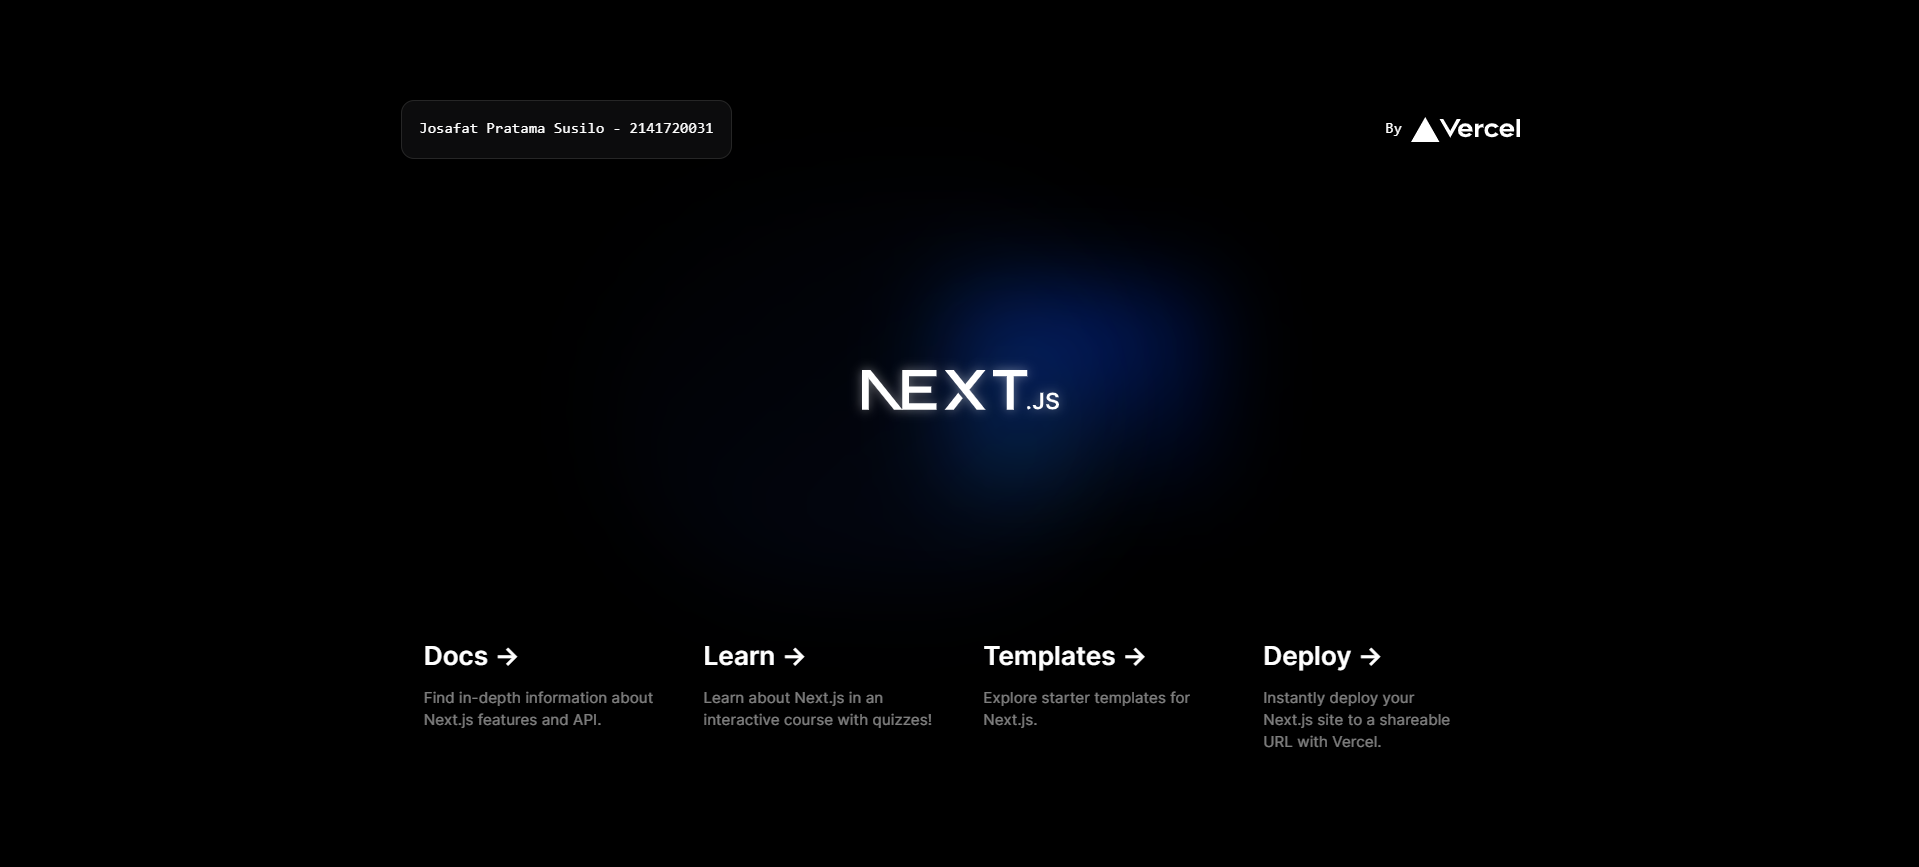 Josafat Pratama Susilo - 2141720031
By Vercel
NEXT.JS
Docs ->
Find in-depth information about
Next.js features and API.
Learn ->
Learn about Next.js in an
interactive course with quizzes!
Templates ->
Explore starter templates for
Next.js.
Deploy ->
Instantly deploy your
Next.js site to a shareable
URL with Vercel.